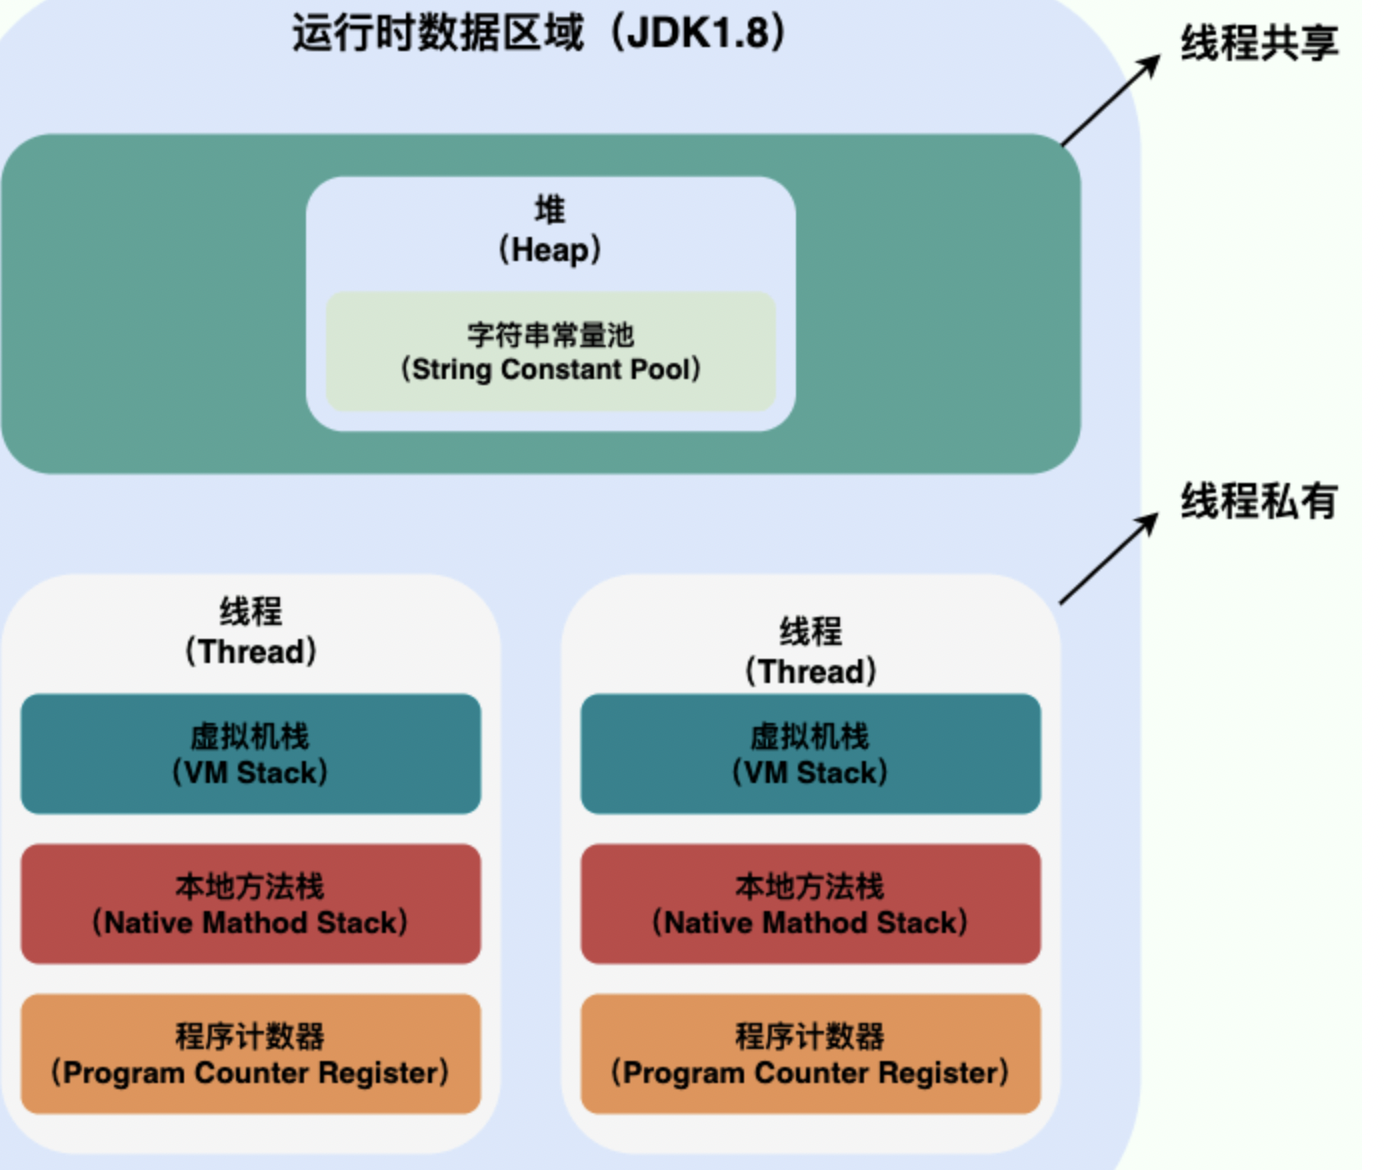 运行时数据区域（JDK1.8）
线程共享
堆
（Heap）
字符串常量池
（String Constant Pool）
线程私有
线程
（Thread）
虚拟机栈
（VM Stack）
本地方法栈
（Native Mathod Stack）
程序计数器
（Program Counter Register）
线程
（Thread）
虚拟机栈
（VM Stack）
本地方法栈
（Native Mathod Stack）
程序计数器
（Program Counter Register）